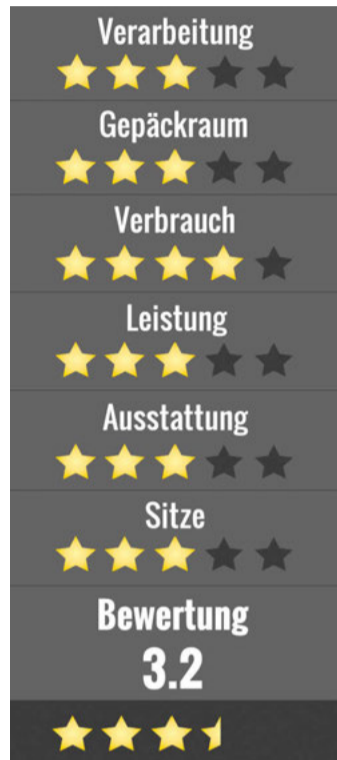 Verarbeitung
Gepäckraum
Verbrauch
Leistung
Ausstattung
Sitze
Bewertung
3.2